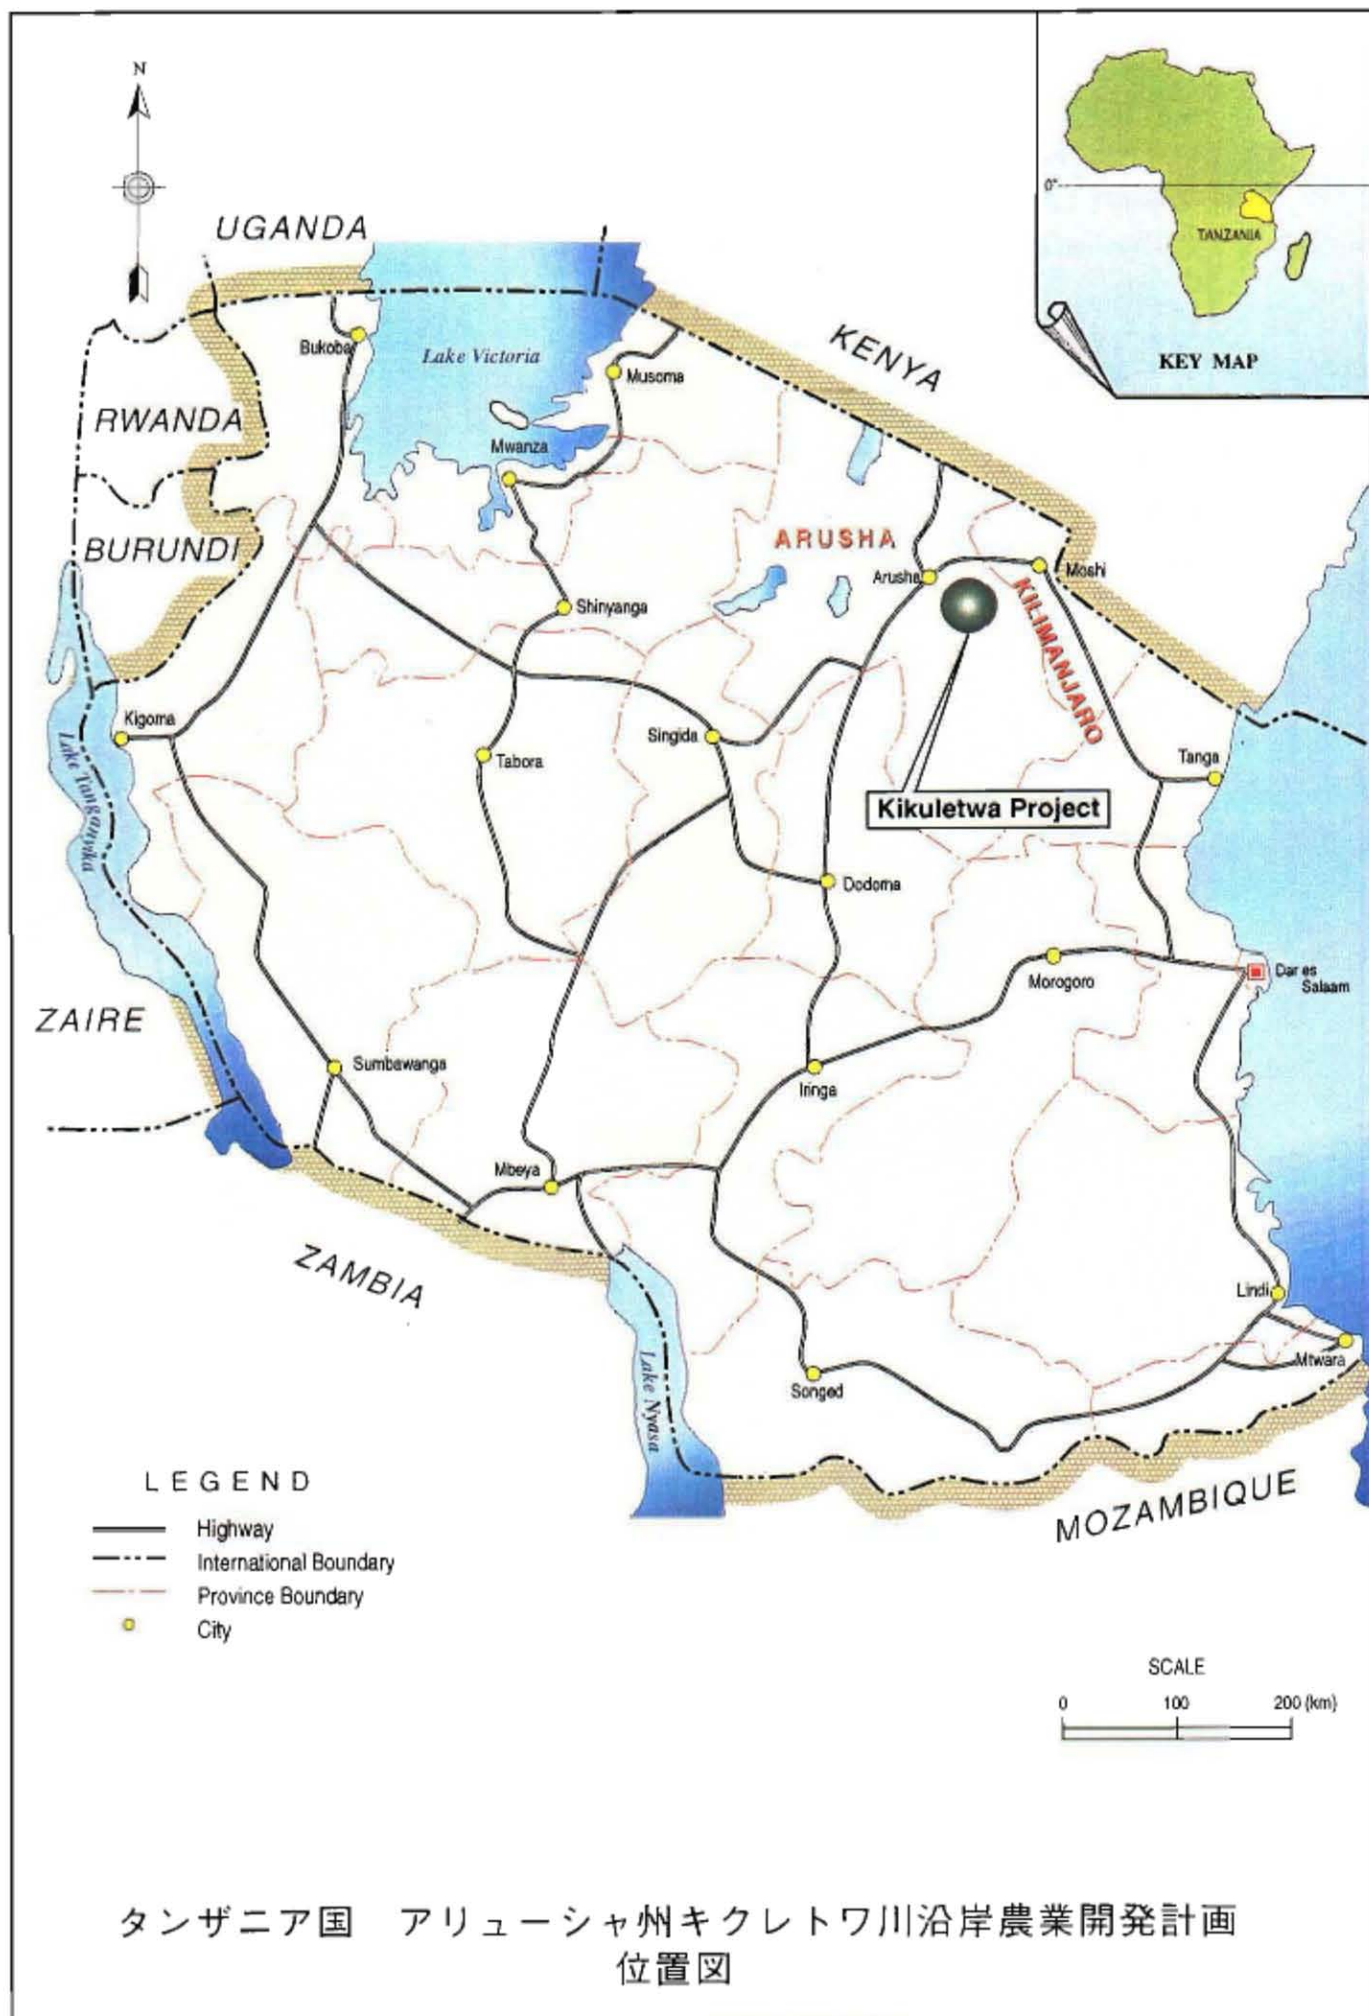 N
0°
TANZANIA
KEY MAP
UGANDA
KENYA
Bukoba
Lake Victoria
Musoma
RWANDA
Mwanza
BURUNDI
ARUSHA
Arusha
Moshi
Shinyanga
KILIMANJARO
Kigoma
Lake Tanganyika
Singida
Tabora
Tanga
Kikuletwa Project
Dodoma
Morogoro
Dar es
Salaam
ZAIRE
Sumbawanga
Iringa
Mbeya
ZAMBIA
Lindi
Lake Nyasa
Songed
Mtwara
MOZAMBIQUE
LEGEND
Highway
International Boundary
Province Boundary
City
SCALE
0 100 200 (km)
タンザニア国 アリューシャ州キクレトワ川沿岸農業開発計画
位置図